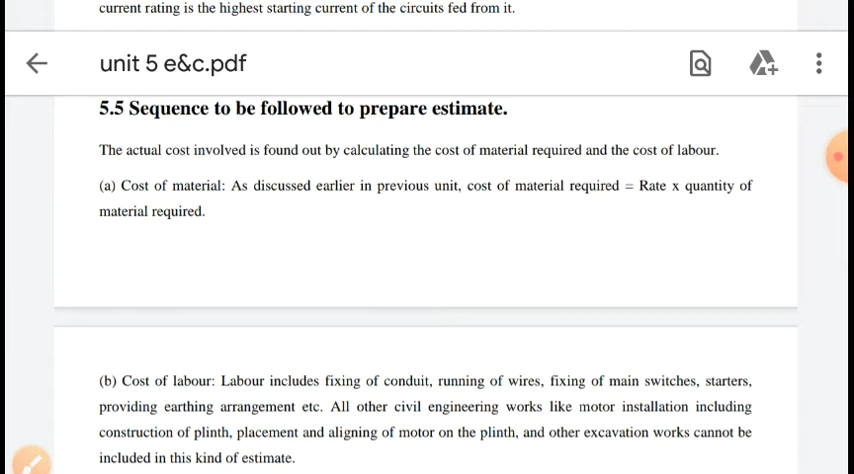 current rating is the highest starting current of the circuits fed from it.
unit 5 e&c.pdf
5.5 Sequence to be followed to prepare estimate.
The actual cost involved is found out by calculating the cost of material required and the cost of labour.
(a) Cost of material: As discussed earlier in previous unit, cost of material required = Rate x quantity of
material required.
(b) Cost of labour: Labour includes fixing of conduit, running of wires, fixing of main switches, starters,
providing earthing arrangement etc. All other civil engineering works like motor installation including
construction of plinth, placement and aligning of motor on the plinth, and other excavation works cannot be
included in this kind of estimate.